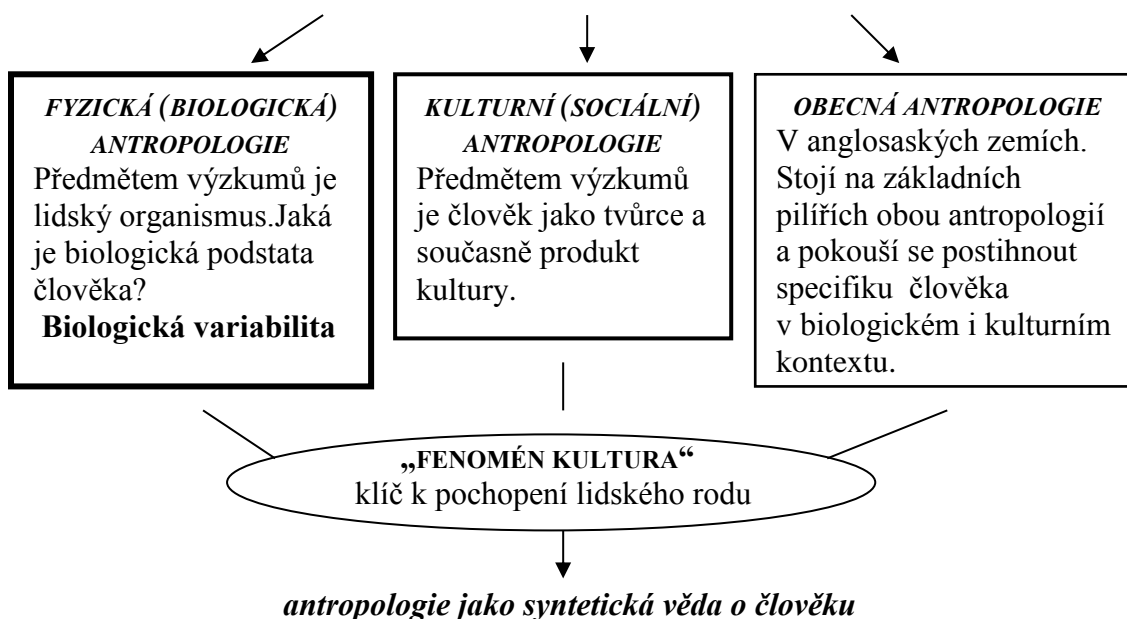 FYZICKÁ (BIOLOGICKÁ)
ANTROPOLOGIE
Předmětem výzkumů je
lidský organismus.Jaká
je biologická podstata
člověka?
Biologická variabilita
KULTURNÍ (SOCIÁLNÍ)
ANTROPOLOGIE
Předmětem výzkumů
je člověk jako tvůrce a
současně produkt
kultury.
OBECNÁ ANTROPOLOGIE
V anglosaských zemích.
Stojí na základních
pilířích obou antropologií
a pokouší se postihnout
specifiku člověka
v biologickém i kulturním
kontextu.
„FENOMÉN KULTURA“
klíč k pochopení lidského rodu
antropologie jako syntetická věda o člověku